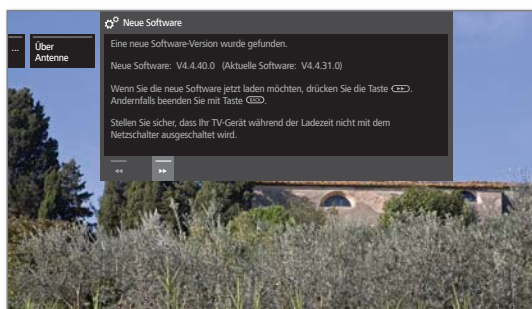 Neue Software
...
Über
Antenne
Eine neue Software-Version wurde gefunden.
Neue Software: V4.4.40.0 (Aktuelle Software: V4.4.31.0)
Wenn Sie die neue Software jetzt laden möchten, drücken Sie die Taste ▶▶.
Andernfalls beenden Sie mit Taste BACK.
Stellen Sie sicher, dass Ihr TV-Gerät während der Ladezeit nicht mit dem
Netzschalter ausgeschaltet wird.